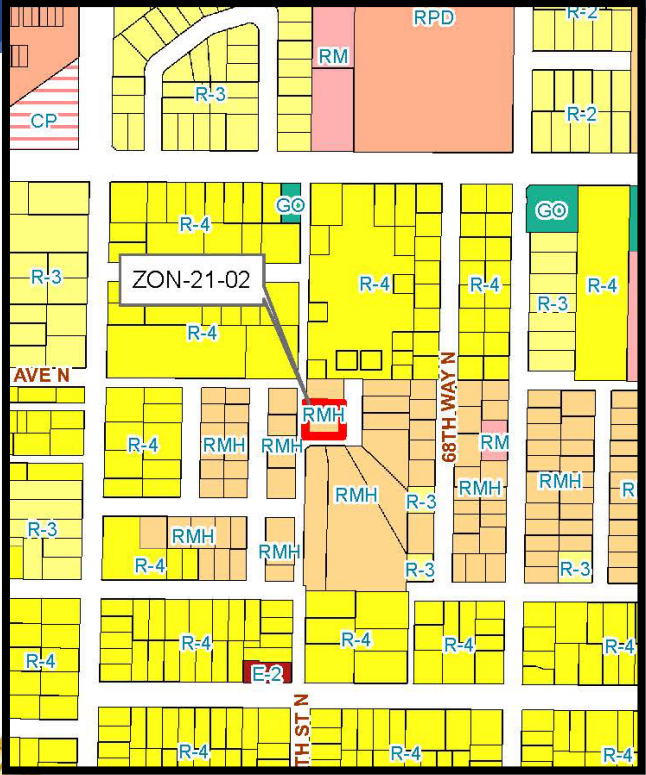 RPD
R-2
RM
R-3
R-2
CP
GO
GO
R-4
R-3
R-4
R-4
R-4
R-3
ZON-21-02
R-4
AVE N
68TH WAY N
RMH
R-4
RMH
RMH
RM
RMH
RMH
RMH
R
R-3
R-3
RMH
RMH
R-4
R-3
R-3
R-4
R-4
R-4
R-4
R-4
E-2
TH ST N
R-4
R-4
R-4